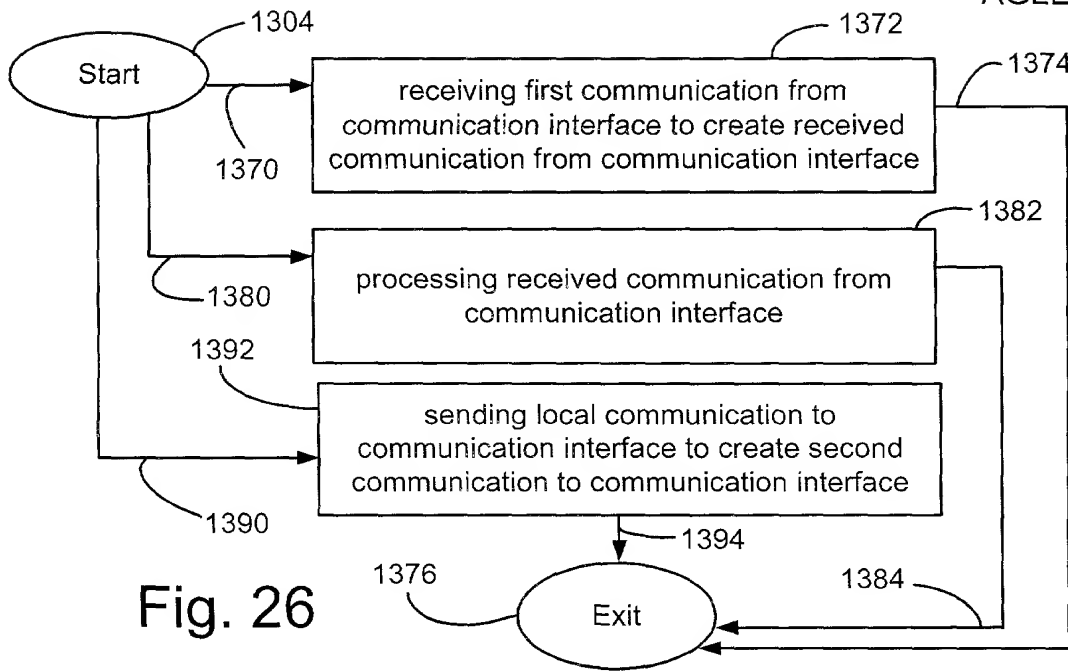 1304
Start
1372
1374
receiving first communication from
communication interface to create received
communication from communication interface
1370
1382
processing received communication from
communication interface
1380
1392
sending local communication to
communication interface to create second
communication to communication interface
1390
1394
1376
1384
Exit
Fig. 26